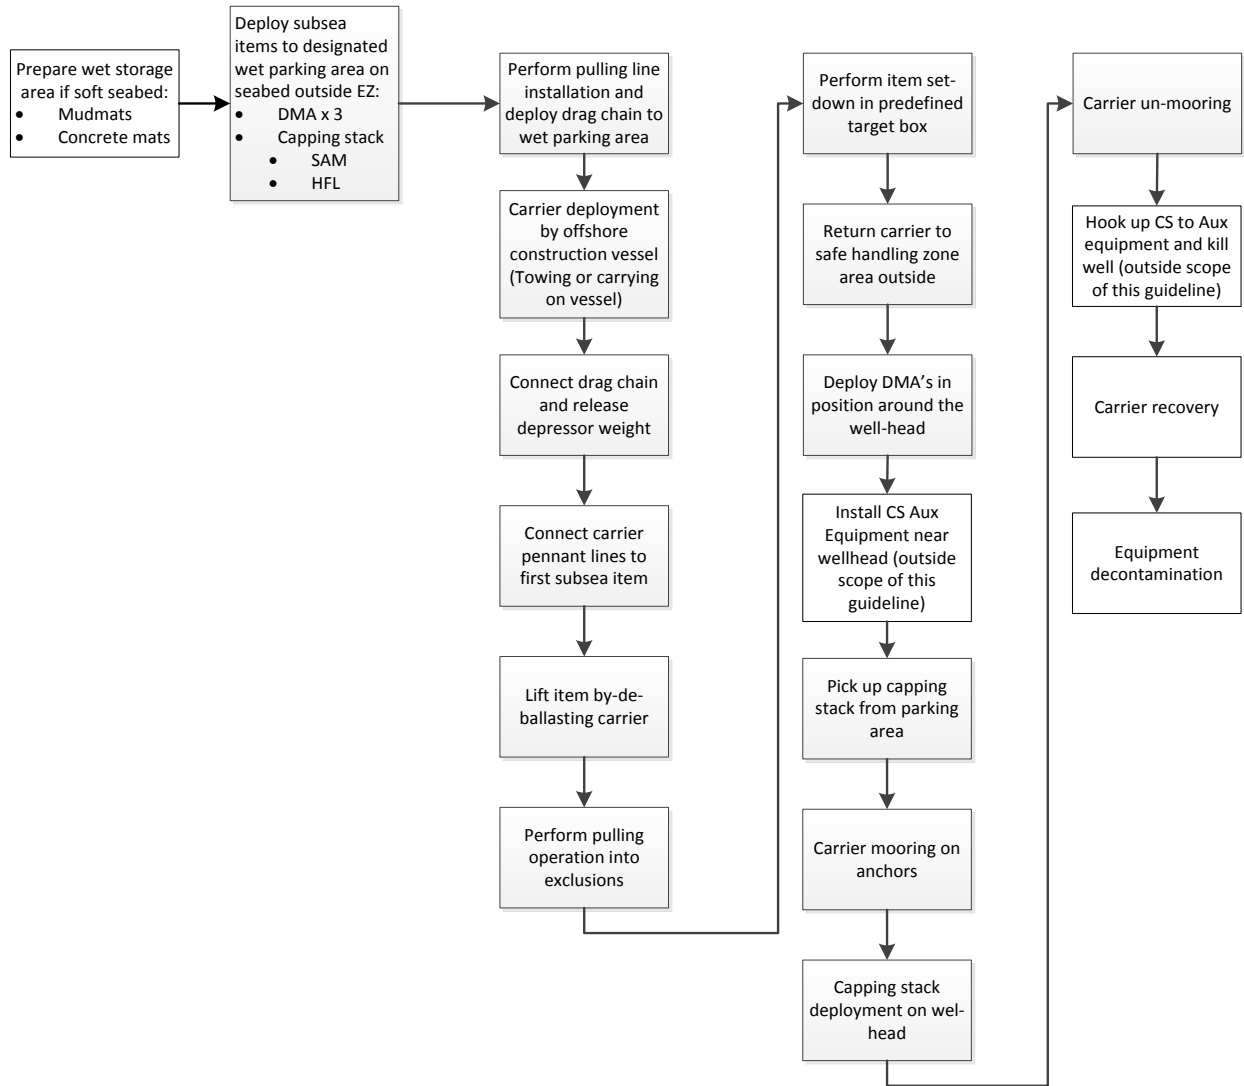 Prepare wet storage
area if soft seabed:
• Mudmats
• Concrete mats
Deploy subsea
items to designated
wet parking area on
seabed outside EZ:
• DMA x 3
• Capping stack
• SAM
• HFL
Perform pulling line
installation and
deploy drag chain to
wet parking area
Carrier deployment
by offshore
construction vessel
(Towing or carrying
on vessel)
Connect drag chain
and release
depressor weight
Connect carrier
pennant lines to
first subsea item
Lift item by-de-
ballasting carrier
Perform pulling
operation into
exclusions
Perform item set-
down in predefined
target box
Return carrier to
safe handling zone
area outside
Deploy DMA's in
position around the
well-head
Install CS Aux
Equipment near
wellhead (outside
scope of this
guideline)
Pick up capping
stack from parking
area
Carrier mooring on
anchors
Capping stack
deployment on wel-
head
Carrier un-mooring
Hook up CS to Aux
equipment and kill
well (outside scope
of this guideline)
Carrier recovery
Equipment
decontamination